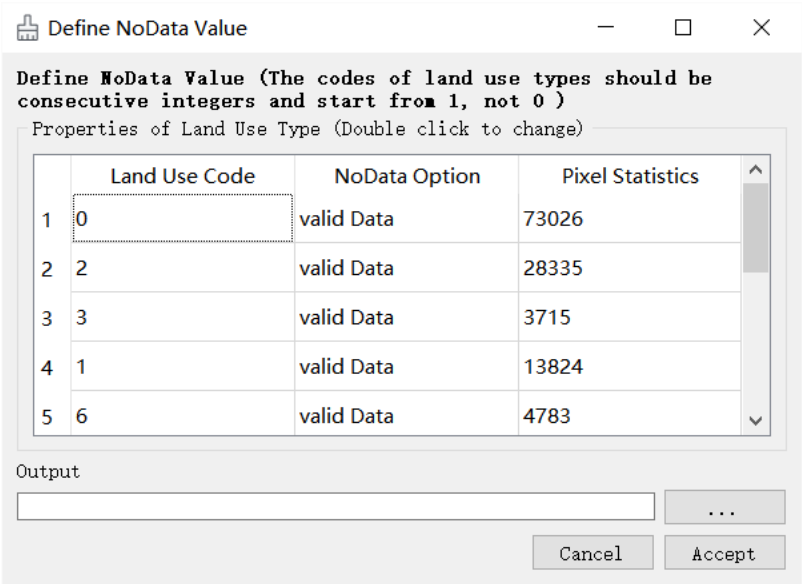 Define NoData Value
Define NoData Value (The codes of land use types should be
consecutive integers and start from 1, not 0 )
Properties of Land Use Type (Double click to change)
Land Use Code NoData Option Pixel Statistics
1 0 valid Data 73026
2 2 valid Data 28335
3 3 valid Data 3715
4 1 valid Data 13824
5 6 valid Data 4783
Output
...
Cancel Accept